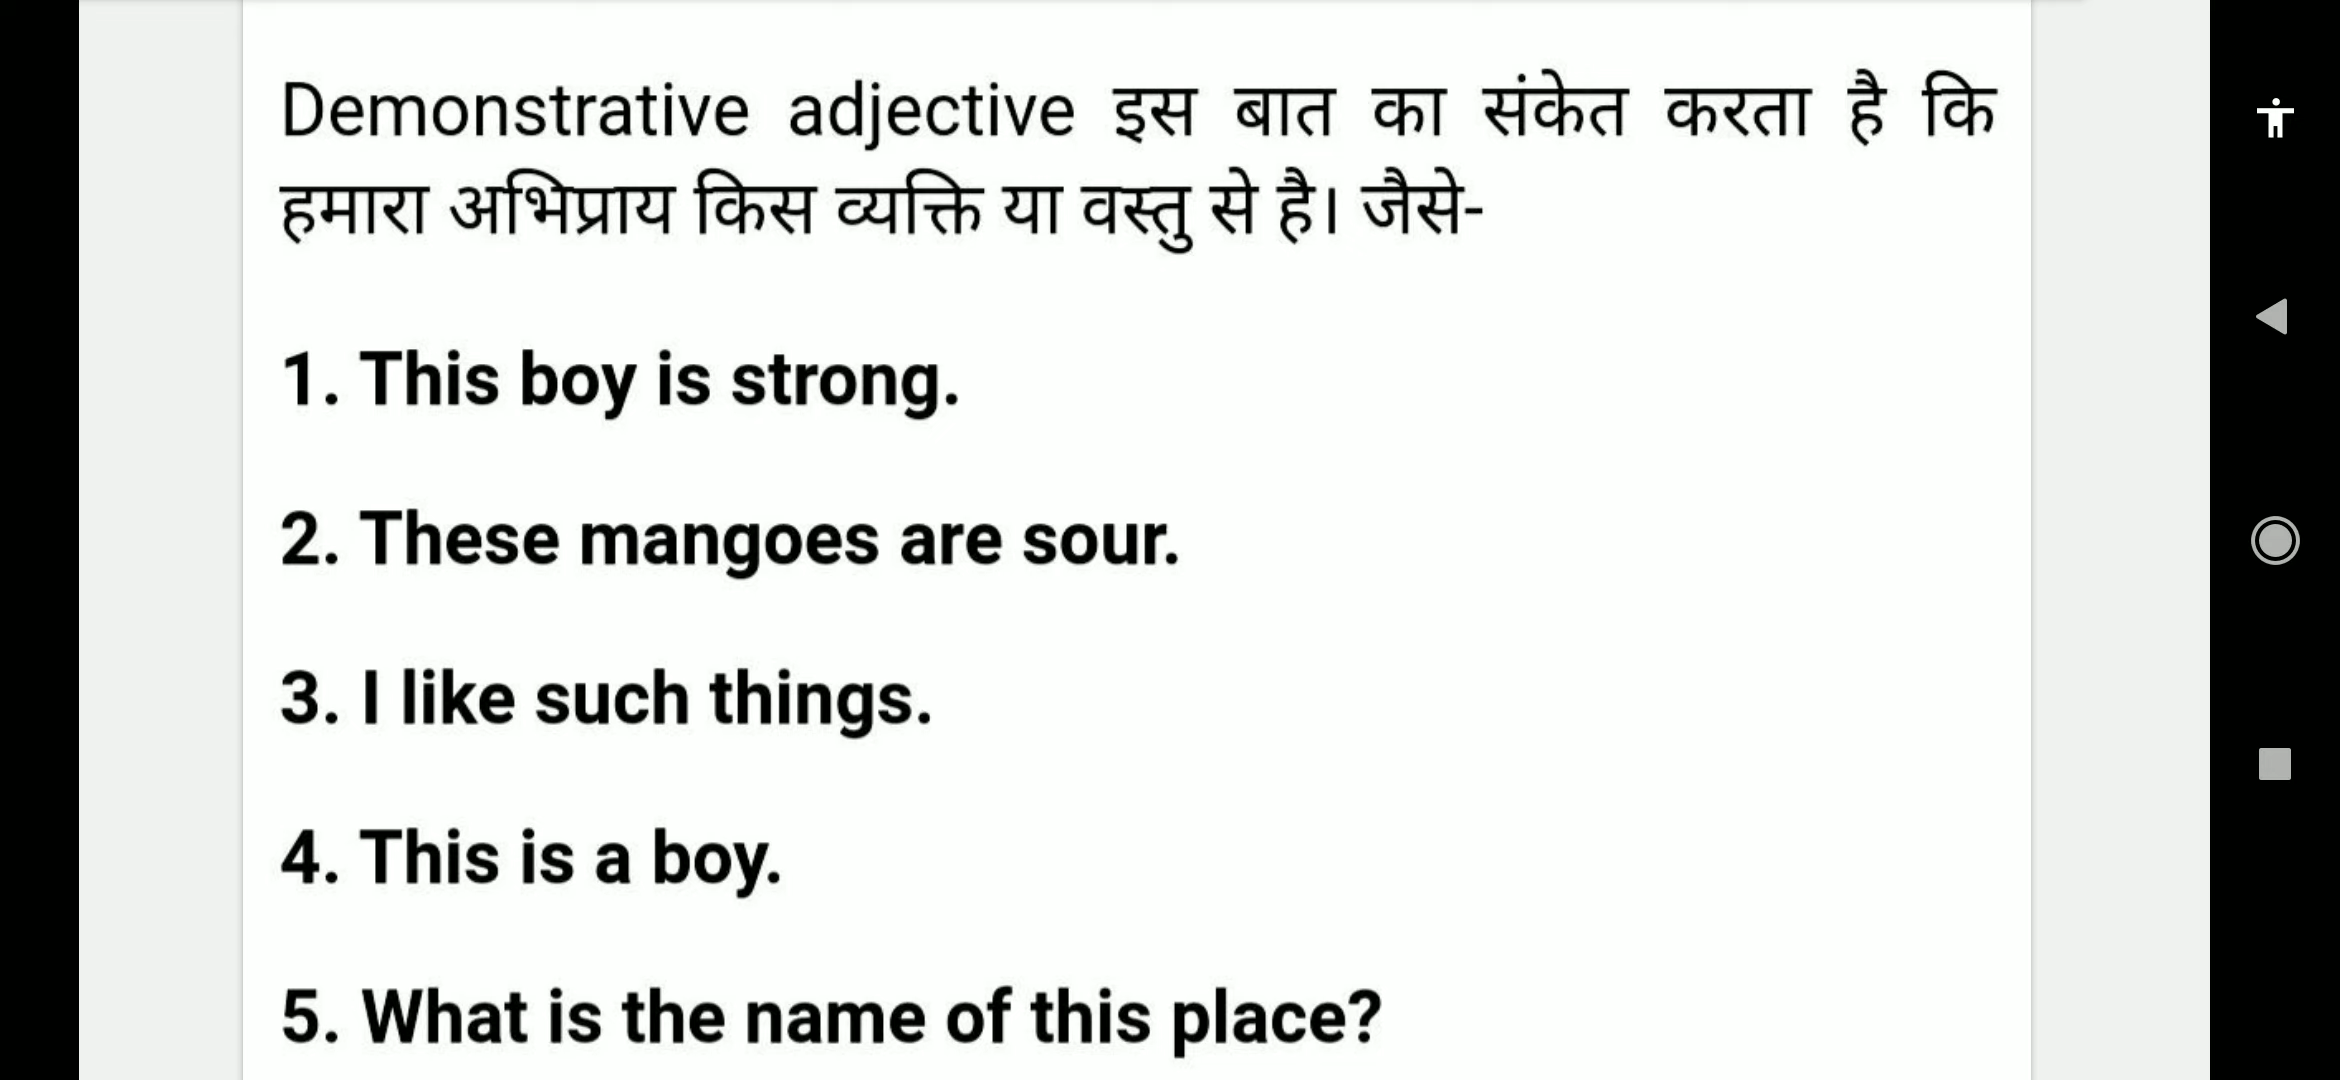 Demonstrative adjective इस बात का संकेत करता है कि
हमारा अभिप्राय किस व्यक्ति या वस्तु से है। जैसे-
1. This boy is strong.
2. These mangoes are sour.
3. I like such things.
4. This is a boy.
5. What is the name of this place?